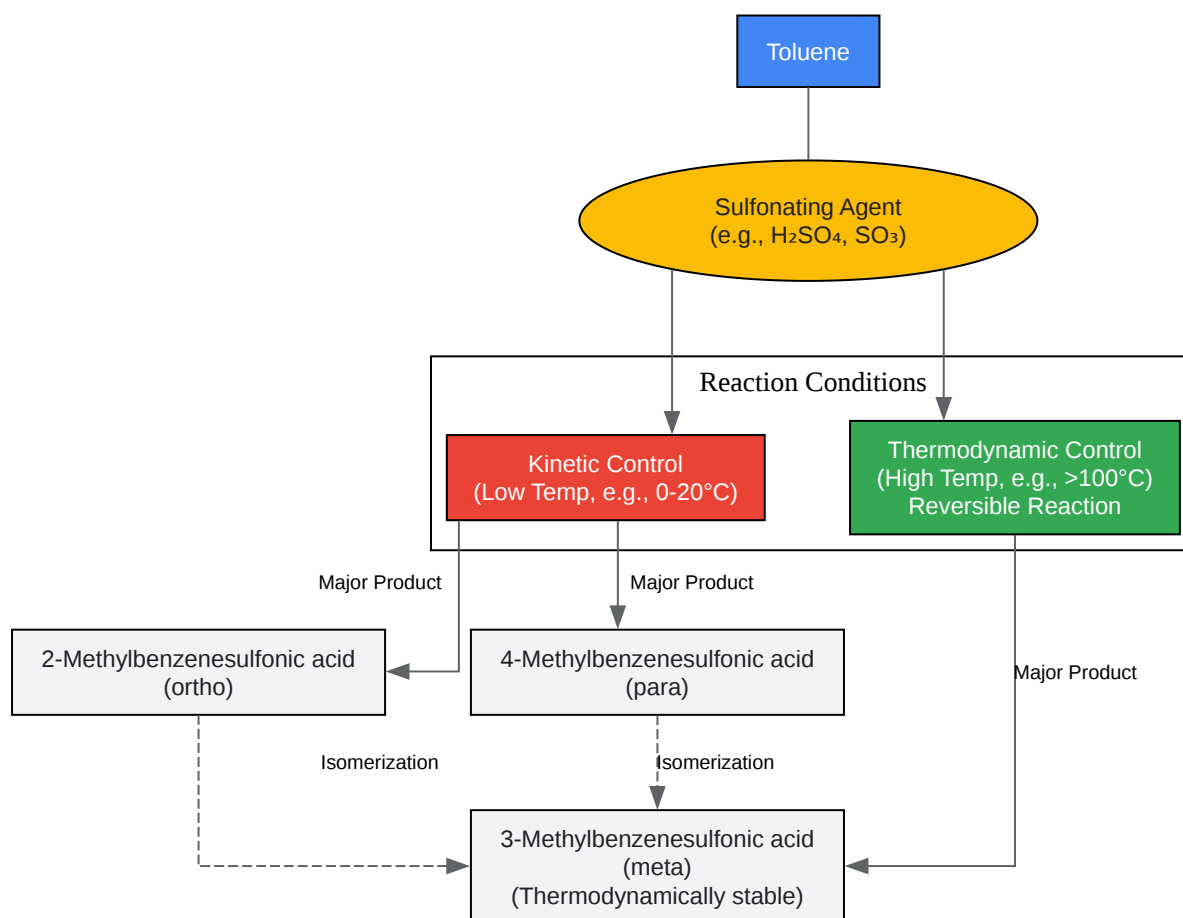 Toluene
Sulfonating Agent
(e.g., H₂SO₄, SO₃)
Reaction Conditions
Kinetic Control
(Low Temp, e.g., 0-20°C)
Thermodynamic Control
(High Temp, e.g., >100°C)
Reversible Reaction
Major Product
Major Product
2-Methylbenzenesulfonic acid
(ortho)
4-Methylbenzenesulfonic acid
(para)
Major Product
Isomerization
Isomerization
3-Methylbenzenesulfonic acid
(meta)
(Thermodynamically stable)